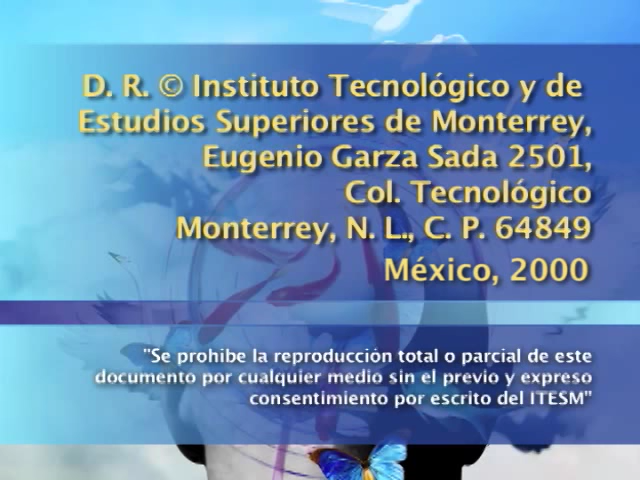 D. R. © Instituto Tecnológico y de
Estudios Superiores de Monterrey,
Eugenio Garza Sada 2501,
Col. Tecnológico
Monterrey, N. L., C. P. 64849
México, 2000
"Se prohibe la reproducción total o parcial de este
documento por cualquier medio sin el previo y expreso
consentimiento por escrito del ITESM"